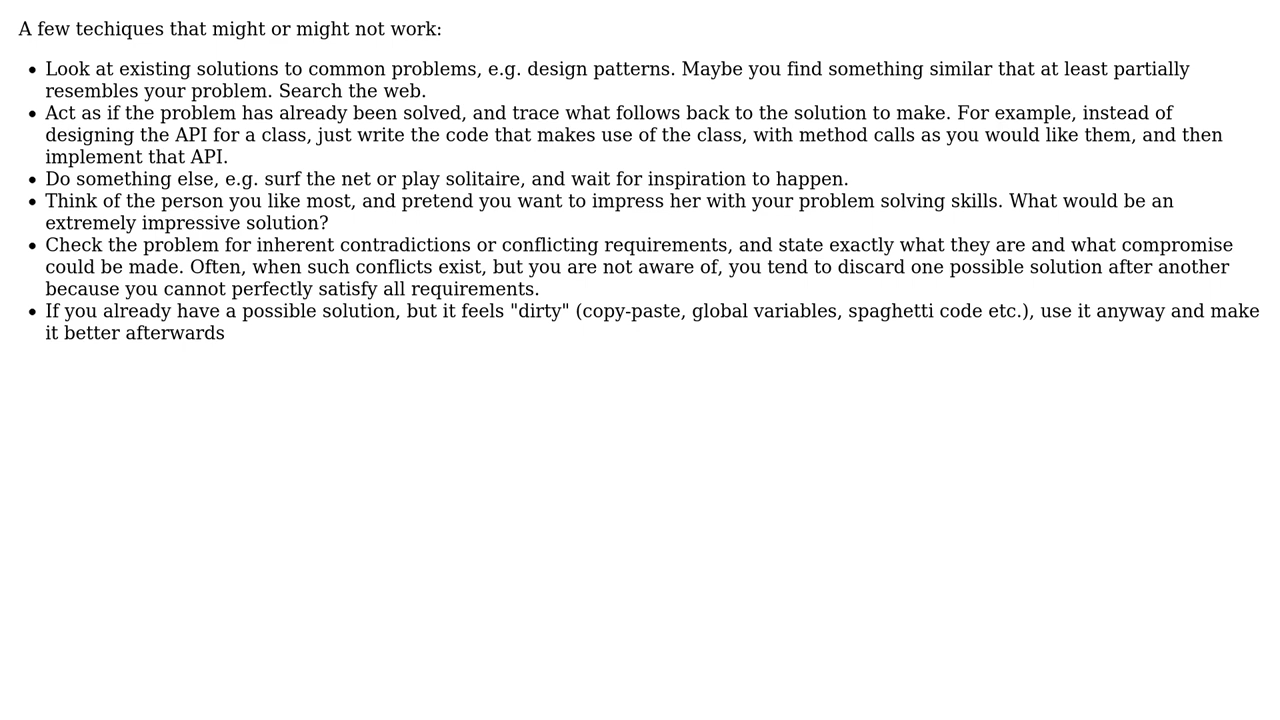 A few techiques that might or might not work:
• Look at existing solutions to common problems, e.g. design patterns. Maybe you find something similar that at least partially
resembles your problem. Search the web.
• Act as if the problem has already been solved, and trace what follows back to the solution to make. For example, instead of
designing the API for a class, just write the code that makes use of the class, with method calls as you would like them, and then
implement that API.
• Do something else, e.g. surf the net or play solitaire, and wait for inspiration to happen.
• Think of the person you like most, and pretend you want to impress her with your problem solving skills. What would be an
extremely impressive solution?
• Check the problem for inherent contradictions or conflicting requirements, and state exactly what they are and what compromise
could be made. Often, when such conflicts exist, but you are not aware of, you tend to discard one possible solution after another
because you cannot perfectly satisfy all requirements.
• If you already have a possible solution, but it feels "dirty" (copy-paste, global variables, spaghetti code etc.), use it anyway and make
it better afterwards